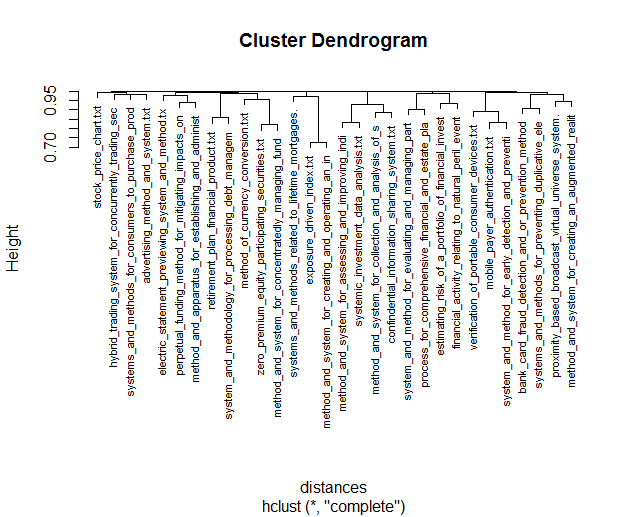 Cluster Dendrogram
Height
0.95
0.70
stock_price_chart.txt
hybrid_trading_system_for_concurrently_trading_sec
systems_and_methods_for_consumers_to_purchase_prod
advertising_method_and_system.txt
electric_statement_previewing_system_and_method.tx
perpetual_funding_method_for_mitigating_impacts_on
method_and_apparatus_for_establishing_and_administ
retirement_plan_financial_product.txt
system_and_methodology_for_processing_debt_managem
method_of_currency_conversion.txt
zero_premium_equity_participating_securities.txt
method_and_system_for_concentratedly_managing_fund
systems_and_methods_related_to_lifetime_mortgages.
exposure_driven_index.txt
method_and_system_for_creating_and_operating_an_in
method_and_system_for_assessing_and_improving_indi
systemic_investment_data_analysis.txt
method_and_system_for_collection_and_analysis_of_s
confindential_information_sharing_system.txt
system_and_method_for_evaluating_and_managing_part
process_for_comprehensive_financial_and_estate_pla
estimating_risk_of_a_portfolio_of_financial_invest
financial_activity_relating_to_natural_peril_event
verification_of_portable_consumer_devices.txt
mobile_payer_authentication.txt
system_and_method_for_early_detection_and_preventi
bank_card_fraud_detection_and_or_prevention_method
systems_and_methods_for_preventing_duplicative_ele
proximity_based_broadcast_virtual_universe_system.
method_and_system_for_creating_an_augmented_realit
distances
hclust (*, "complete")